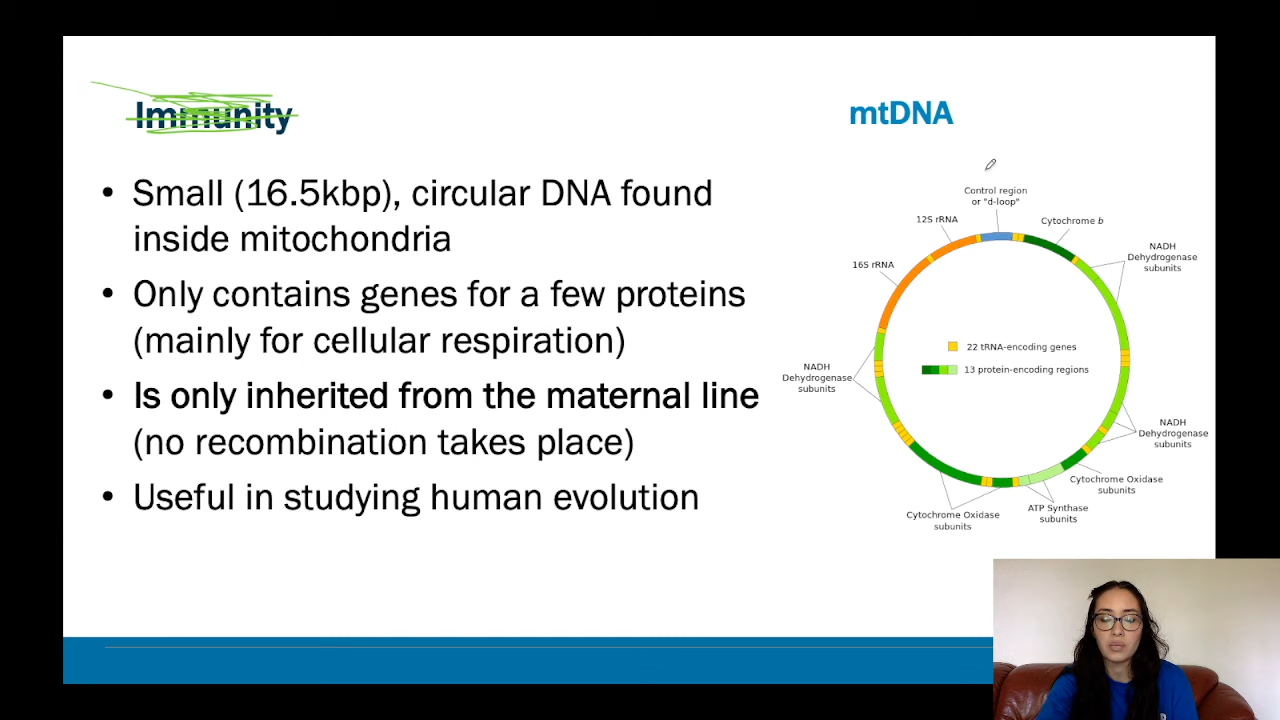 Immunity
mtDNA
• Small (16.5kbp), circular DNA found
inside mitochondria
• Only contains genes for a few proteins
(mainly for cellular respiration)
• Is only inherited from the maternal line
(no recombination takes place)
• Useful in studying human evolution
Control region
or "d-loop"
12S rRNA
Cytochrome b
16S rRNA
NADH
Dehydrogenase
subunits
22 tRNA-encoding genes
13 protein-encoding regions
NADH
Dehydrogenase
subunits
NADH
Dehydrogenase
subunits
Cytochrome Oxidase
subunits
ATP Synthase
subunits
Cytochrome Oxidase
subunits